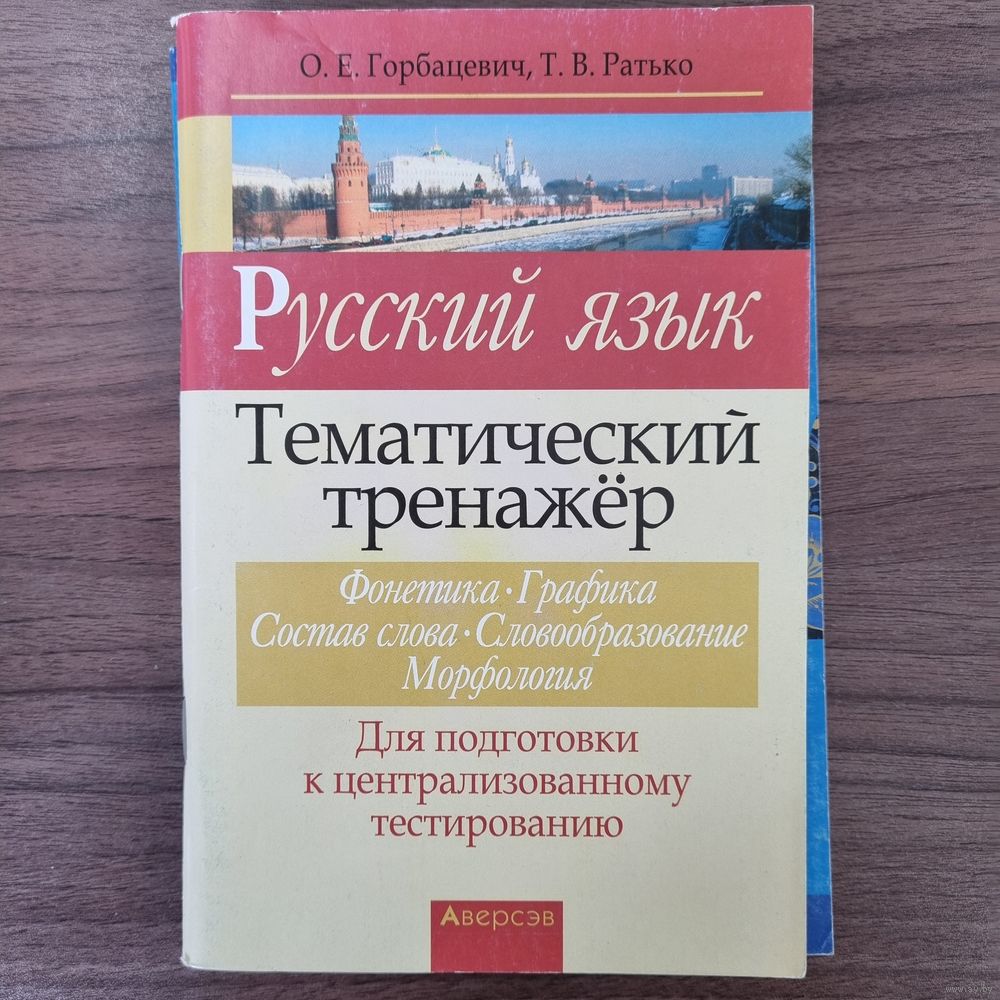 О. Е. Горбацевич, Т. В. Ратько
Русский язык
Тематический
тренажёр
Фонетика · Графика
Состав слова · Словообразование
Морфология
Для подготовки
к централизованному
тестированию
Аверсэв